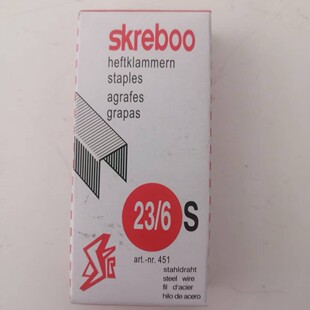 skreboo
heftklammern
staples
agrafes
grapas
23/6 S
art.-nr. 451
stahldraht
steel wire
fil d'acier
hilo de acero